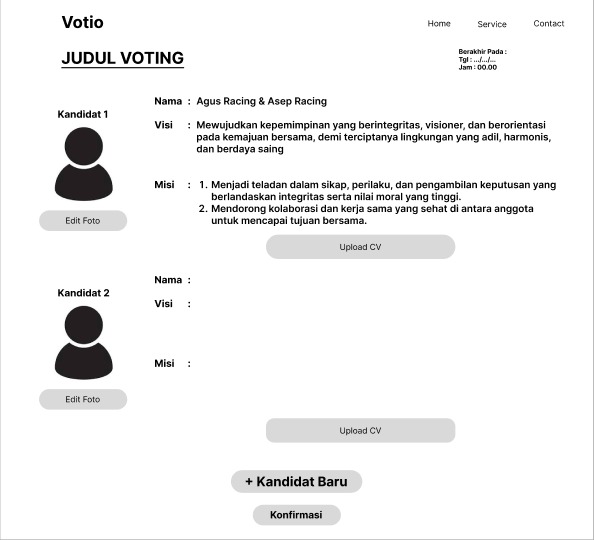 Votio
Home Service Contact
JUDUL VOTING
Berakhir Pada :
Tgl : .../.../...
Jam : 00.00
Kandidat 1
Edit Foto
Nama : Agus Racing & Asep Racing
Visi : Mewujudkan kepemimpinan yang berintegritas, visioner, dan berorientasi
pada kemajuan bersama, demi terciptanya lingkungan yang adil, harmonis,
dan berdaya saing
Misi : 1. Menjadi teladan dalam sikap, perilaku, dan pengambilan keputusan yang
berlandaskan integritas serta nilai moral yang tinggi.
2. Mendorong kolaborasi dan kerja sama yang sehat di antara anggota
untuk mencapai tujuan bersama.
Upload CV
Kandidat 2
Edit Foto
Nama :
Visi :
Misi :
Upload CV
+ Kandidat Baru
Konfirmasi